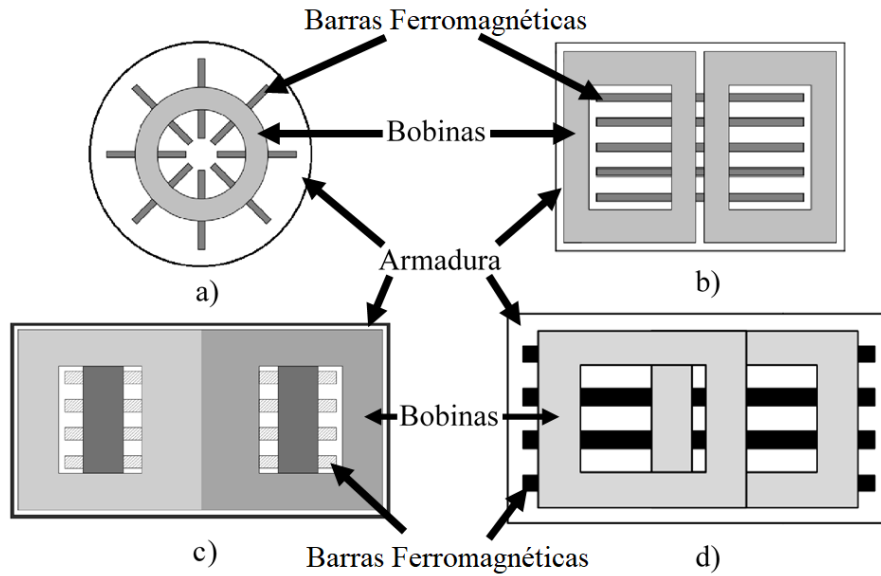 Barras Ferromagnéticas
Bobinas
Armadura
a)
b)
Bobinas
c)
Barras Ferromagnéticas
d)